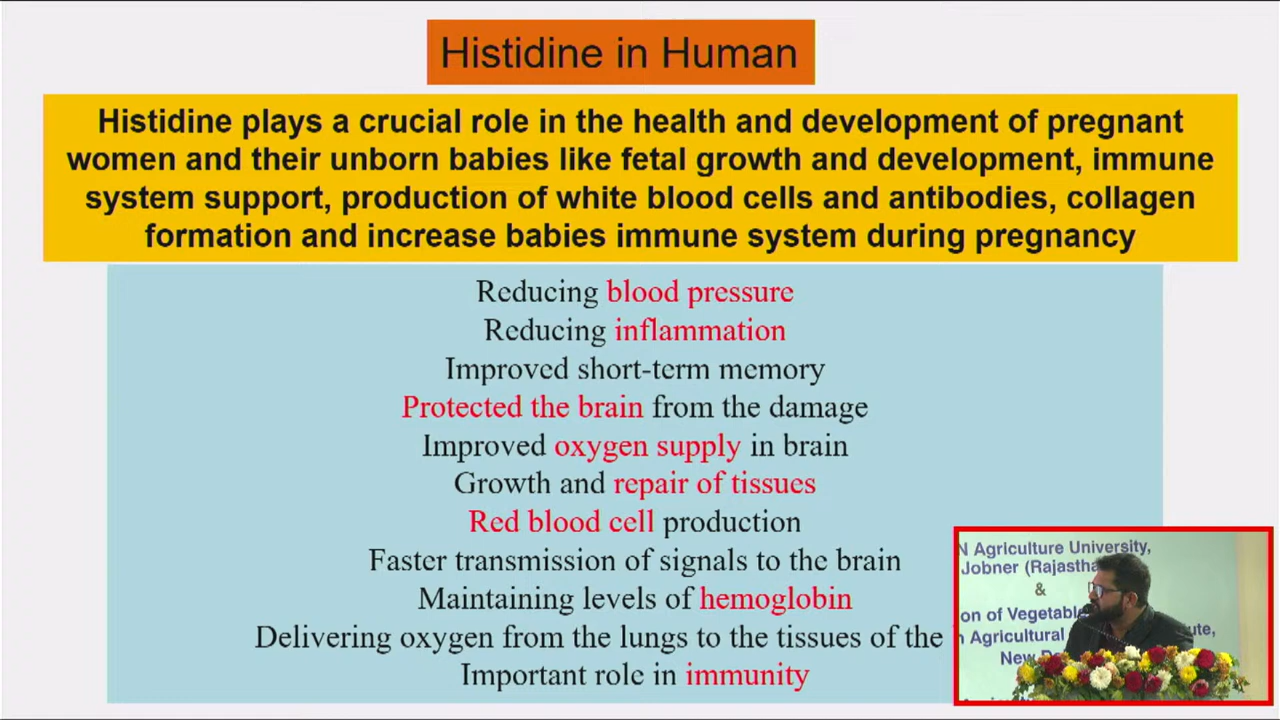 Histidine in Human
Histidine plays a crucial role in the health and development of pregnant
women and their unborn babies like fetal growth and development, immune
system support, production of white blood cells and antibodies, collagen
formation and increase babies immune system during pregnancy
Reducing blood pressure
Reducing inflammation
Improved short-term memory
Protected the brain from the damage
Improved oxygen supply in brain
Growth and repair of tissues
Red blood cell production
Faster transmission of signals to the brain
Maintaining levels of hemoglobin
Delivering oxygen from the lungs to the tissues of the
Important role in immunity
N Agriculture University,
Jobner (Rajastha
&
on of Vegetab
Agricultural
New